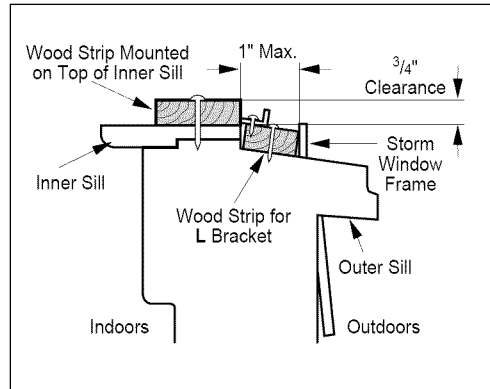 Wood Strip Mounted
on Top of Inner Sill
1" Max.
3/4"
Clearance
Inner Sill
Storm
Window
Frame
Wood Strip for
L Bracket
Outer Sill
Indoors
Outdoors